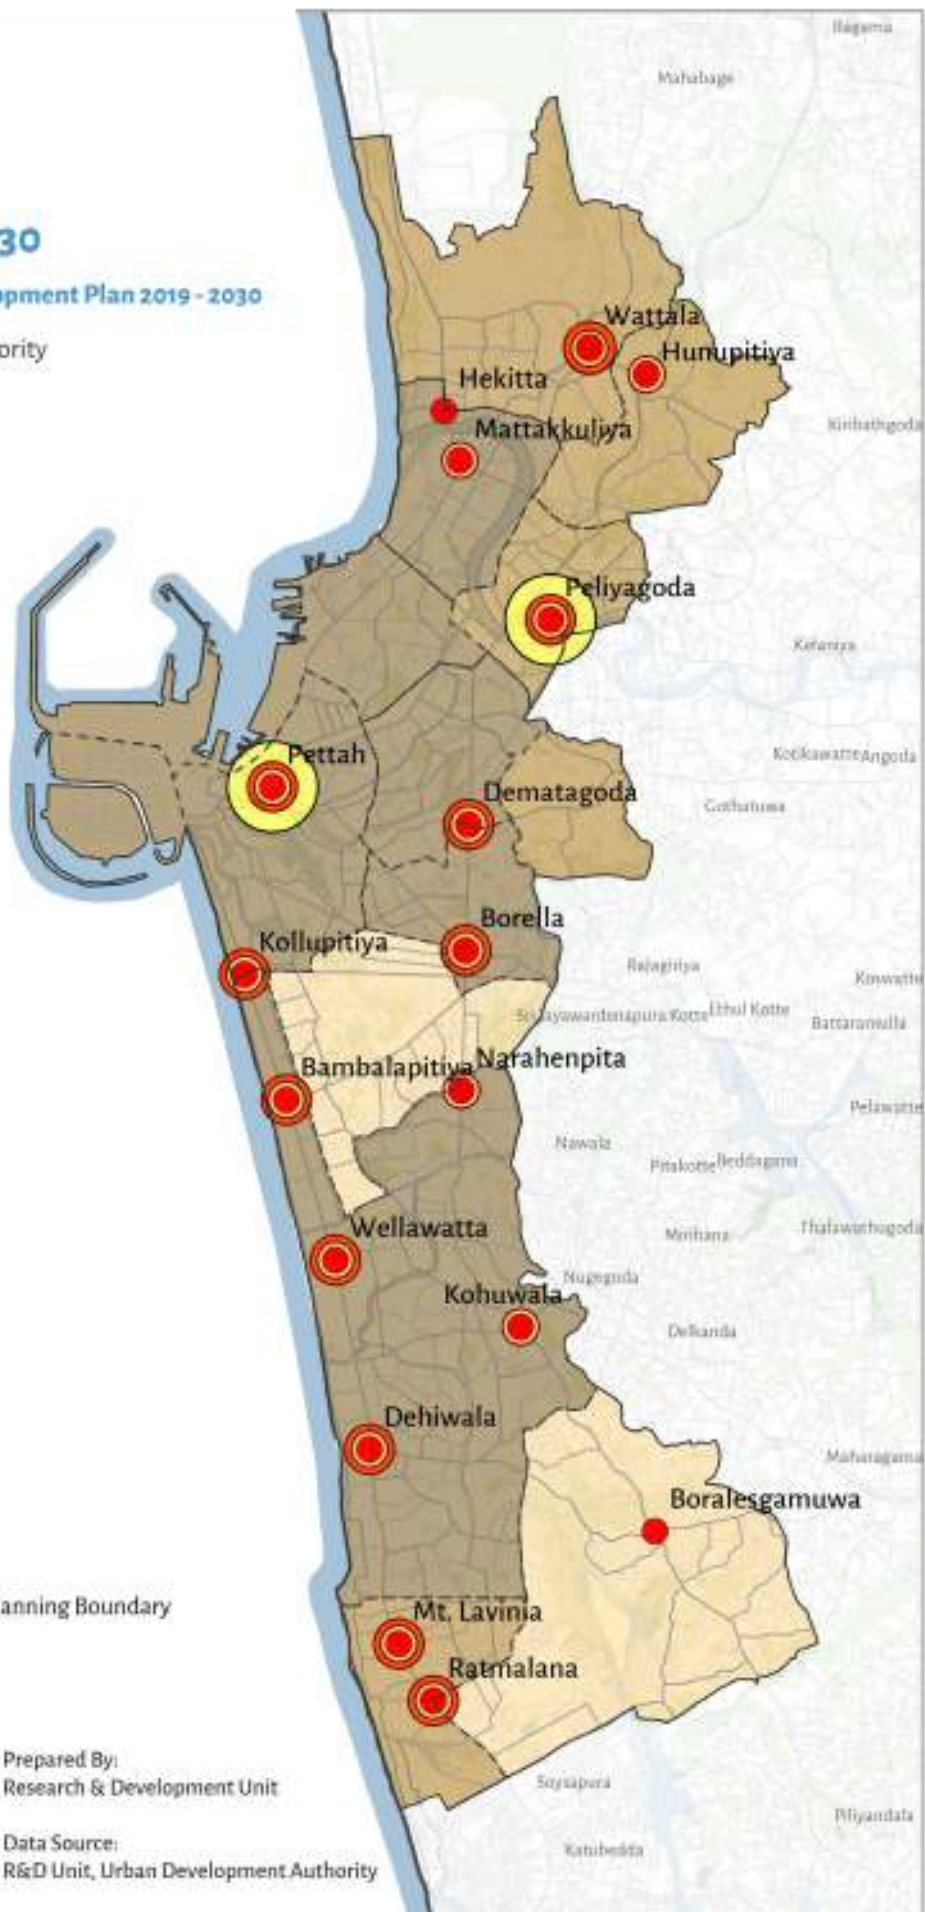 Ilagama
Mahabage
30
opment Plan 2019 - 2030
ority
Wattala
Hunupitiya
Hekitta
Mattakkuliya
Kiribathgoda
Peliyagoda
Kelaniya
Pettah
Kotikawatte
Angoda
Dematagoda
Gothatuwa
Borella
Kollupitiya
Rajagiriya
Koswatte
Sri Jayawardenapura Kotte
Ethul Kotte
Battaramulla
Bambalapitiya
Narahenpita
Pelawatte
Nawala
Pitakotte
Beddagana
Wellawatta
Mirihana
Thalawathugoda
Nugegoda
Kohuwala
Delkanda
Dehiwala
Maharagama
Boralesgamuwa
anning Boundary
Mt. Lavinia
Ratmalana
Prepared By:
Research & Development Unit
Soysapura
Piliyandala
Data Source:
Katubedda
R&D Unit, Urban Development Authority